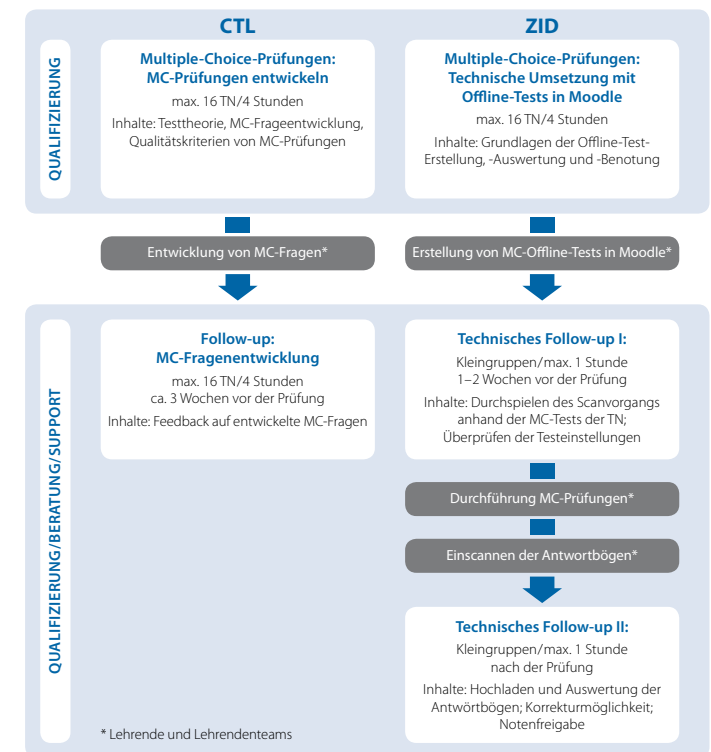 CTL
ZID
QUALIFIZIERUNG
Multiple-Choice-Prüfungen:
MC-Prüfungen entwickeln
max. 16 TN/4 Stunden
Inhalte: Testtheorie, MC-Frageentwicklung,
Qualitätskriterien von MC-Prüfungen
Multiple-Choice-Prüfungen:
Technische Umsetzung mit
Offline-Tests in Moodle
max. 16 TN/4 Stunden
Inhalte: Grundlagen der Offline-Test-
Erstellung, -Auswertung und -Benotung
Entwicklung von MC-Fragen*
Erstellung von MC-Offline-Tests in Moodle*
QUALIFIZIERUNG/BERATUNG/SUPPORT
Follow-up:
MC-Fragenentwicklung
max. 16 TN/4 Stunden
ca. 3 Wochen vor der Prüfung
Inhalte: Feedback auf entwickelte MC-Fragen
Technisches Follow-up I:
Kleingruppen/max. 1 Stunde
1–2 Wochen vor der Prüfung
Inhalte: Durchspielen des Scanvorgangs
anhand der MC-Tests der TN;
Überprüfen der Testeinstellungen
Durchführung MC-Prüfungen*
Einscannen der Antwortbögen*
Technisches Follow-up II:
Kleingruppen/max. 1 Stunde
nach der Prüfung
Inhalte: Hochladen und Auswertung der
Antwörtbögen; Korrekturmöglichkeit;
Notenfreigabe
* Lehrende und Lehrendenteams